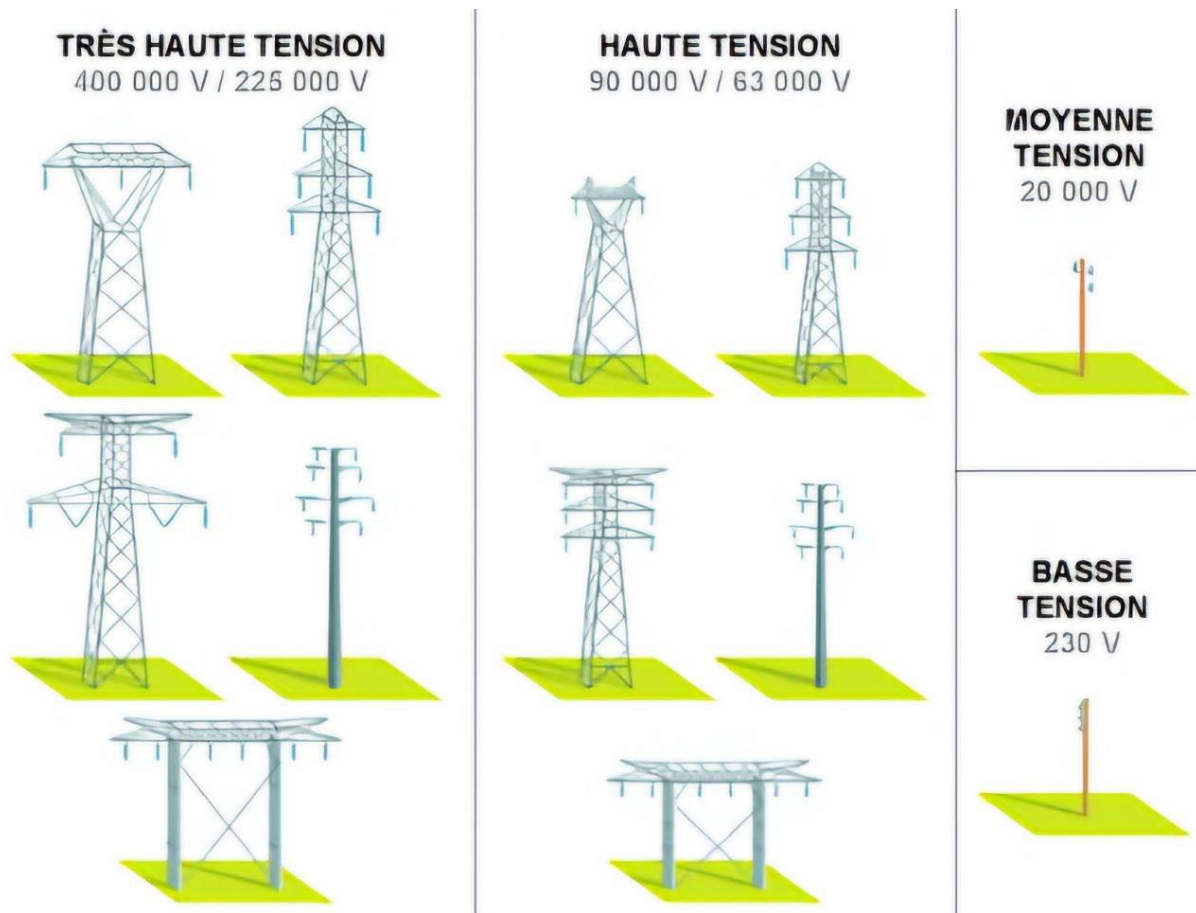 TRÈS HAUTE TENSION
400 000 V / 225 000 V
HAUTE TENSION
90 000 V / 63 000 V
MOYENNE
TENSION
20 000 V
BASSE
TENSION
230 V